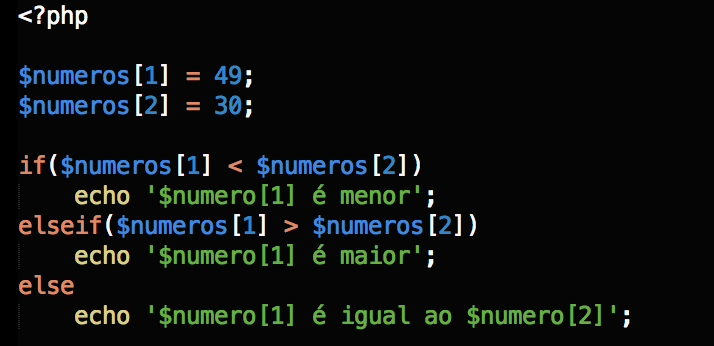 <?php
$numeros[1] = 49;
$numeros[2] = 30;
if($numeros[1] < $numeros[2])
echo '$numero[1] é menor';
elseif($numeros[1] > $numeros[2])
echo '$numero[1] é maior';
else
echo '$numero[1] é igual ao $numero[2]';